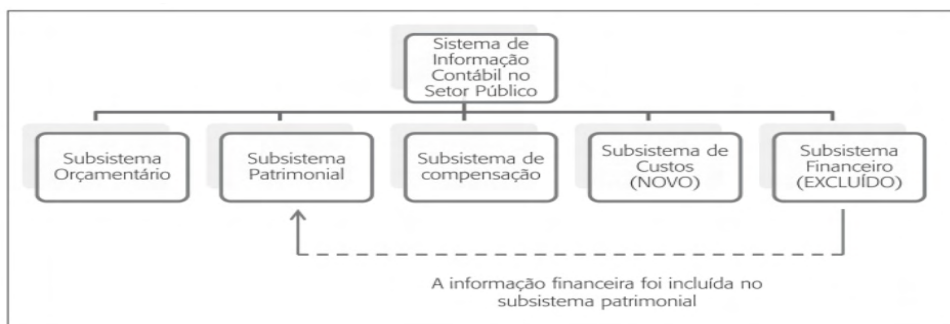 Sistema de
Informação
Contábil no
Setor Público
Subsistema
Orçamentário
Subsistema
Patrimonial
Subsistema de
compensação
Subsistema de
Custos
(NOVO)
Subsistema
Financeiro
(EXCLUÍDO)
A informação financeira foi incluída no
subsistema patrimonial